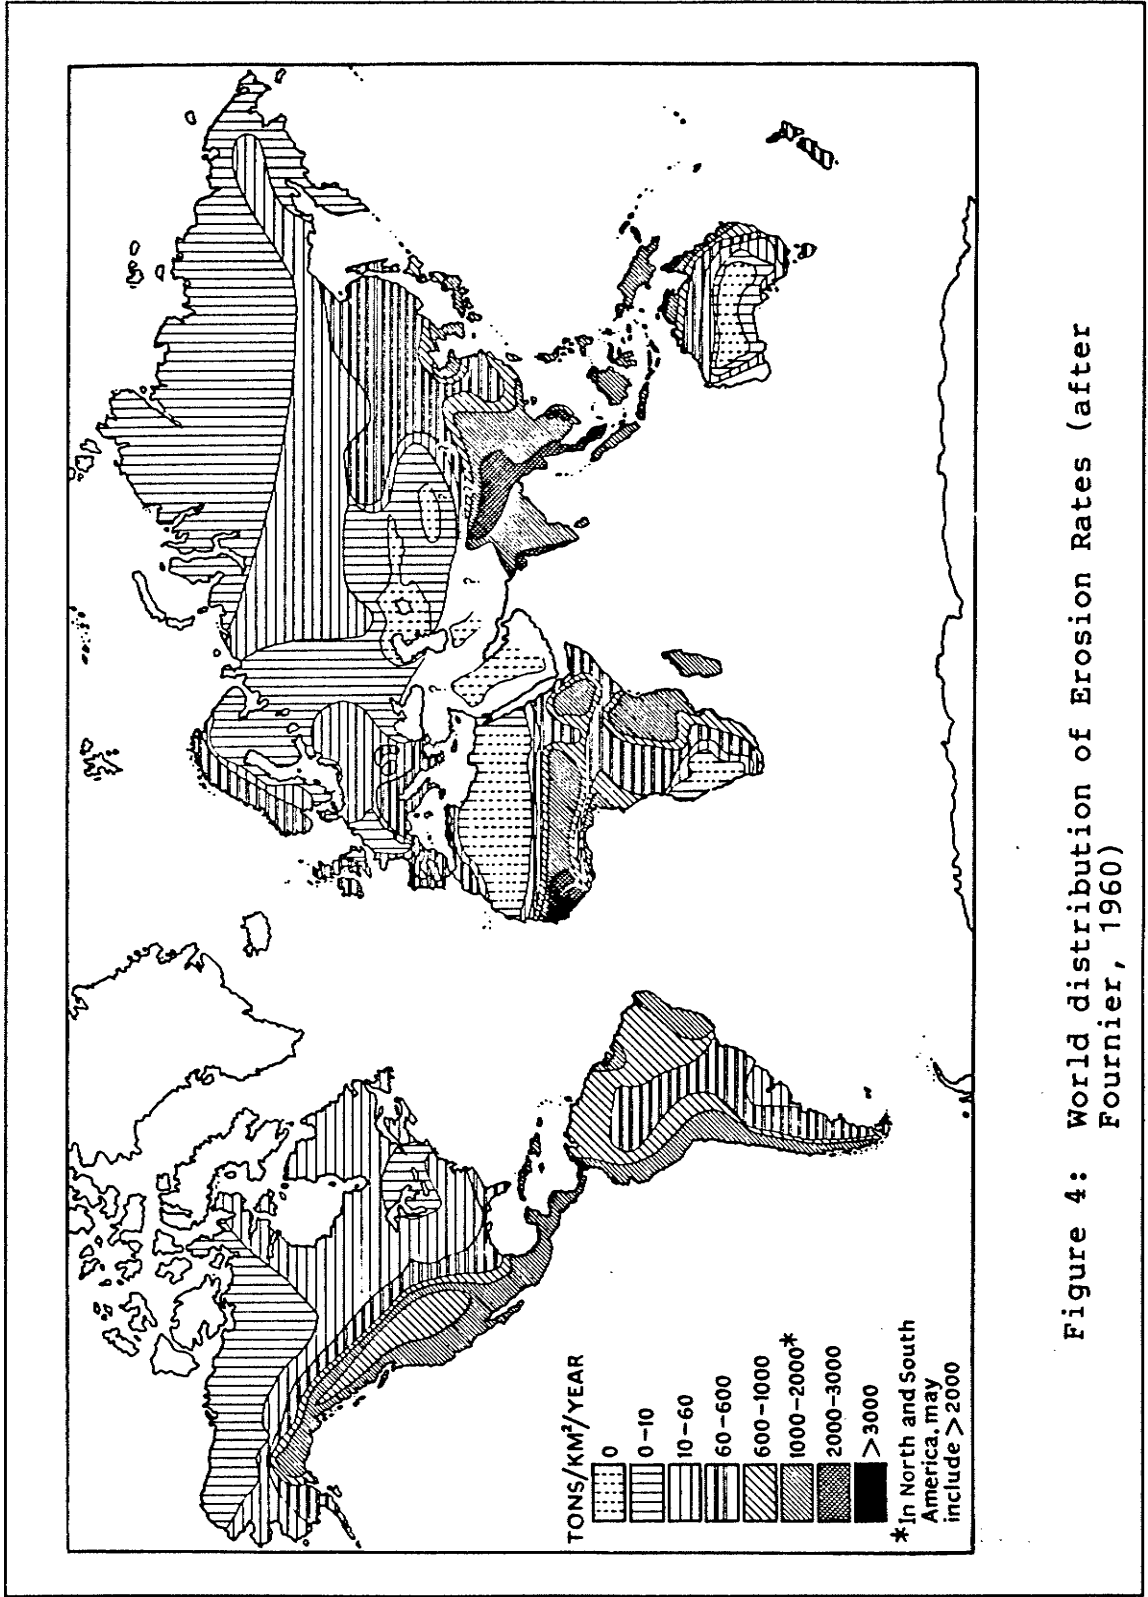 TONS/KM²/YEAR
0
0-10
10-60
60-600
600-1000
1000-2000*
2000-3000
>3000
*In North and South
America, may
include >2000
?
?
?
Figure 4: World distribution of Erosion Rates (after
Fournier, 1960)